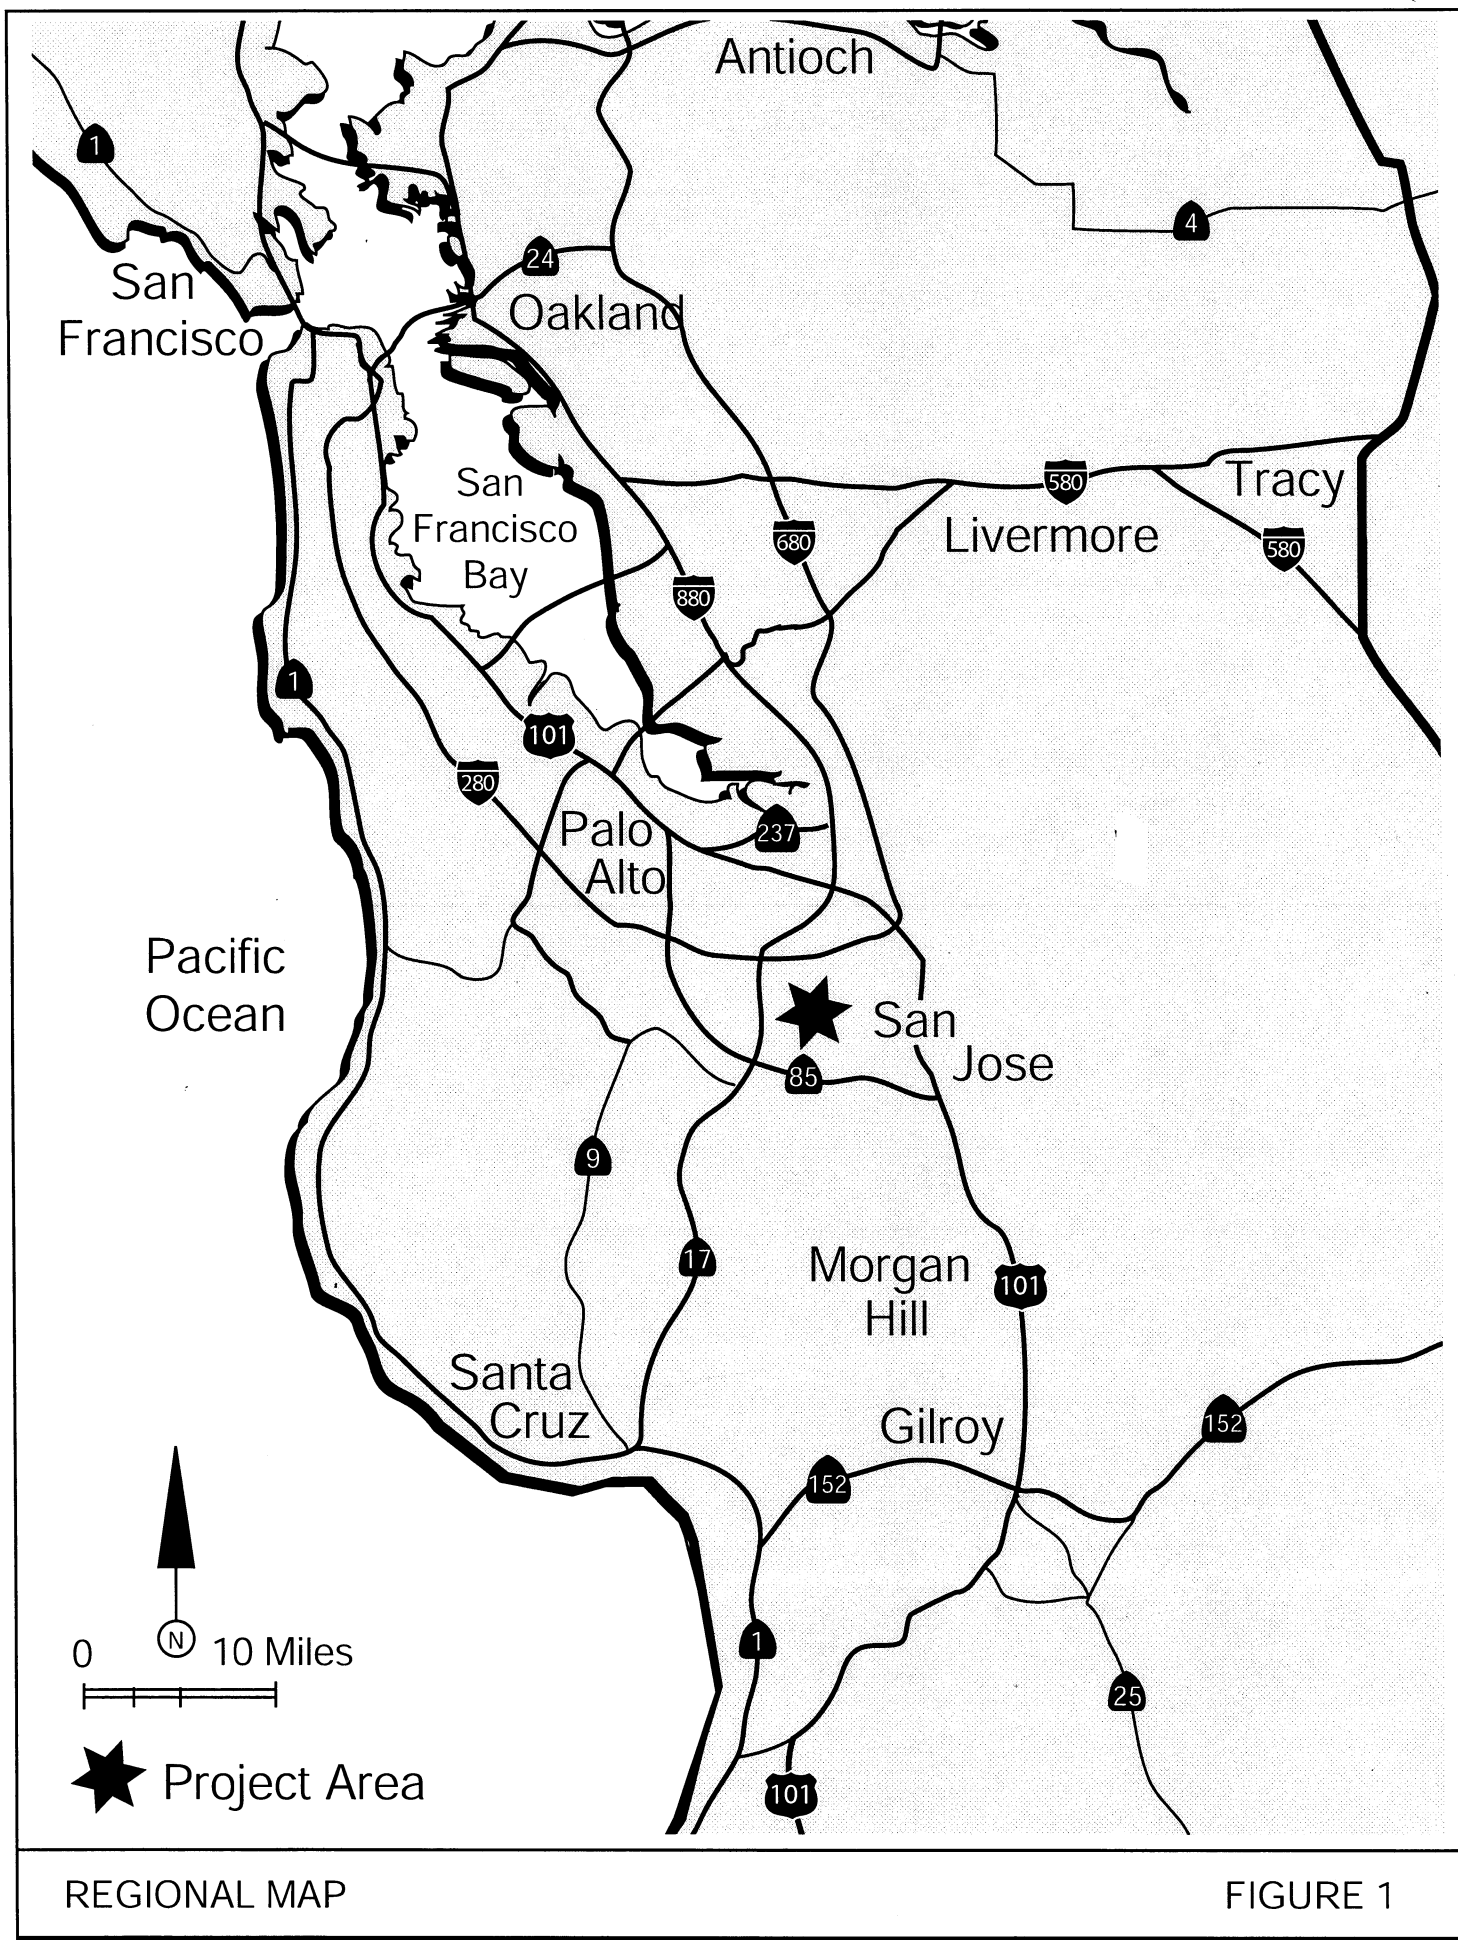 Antioch
1
4
24
San
Francisco
Oakland
San
Francisco
Bay
580
Tracy
680
Livermore
580
880
1
101
280
Palo
Alto
237
Pacific
Ocean
San
Jose
85
9
17
Morgan
Hill
101
Santa
Cruz
Gilroy
152
152
1
25
101
0
N
10 Miles
Project Area
REGIONAL MAP
FIGURE 1